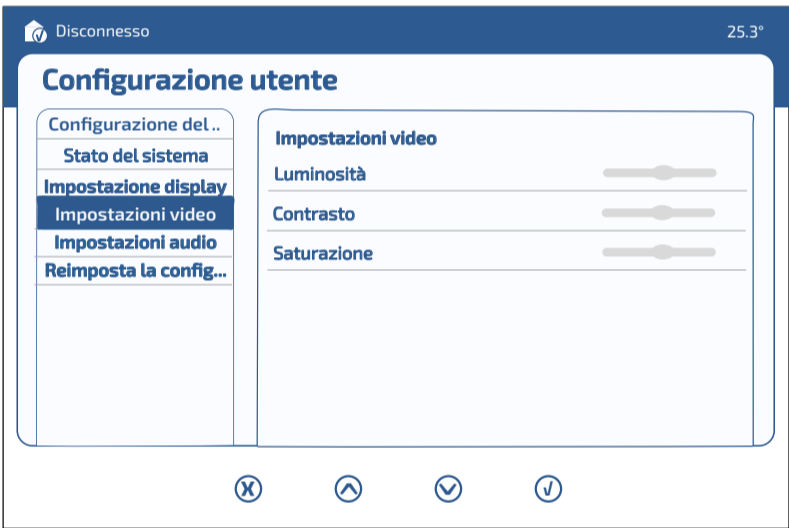 Disconnesso
25.3°
Configurazione utente
Configurazione del ..
Stato del sistema
Impostazione display
Impostazioni video
Impostazioni audio
Reimposta la config...
Impostazioni video
Luminosità
Contrasto
Saturazione